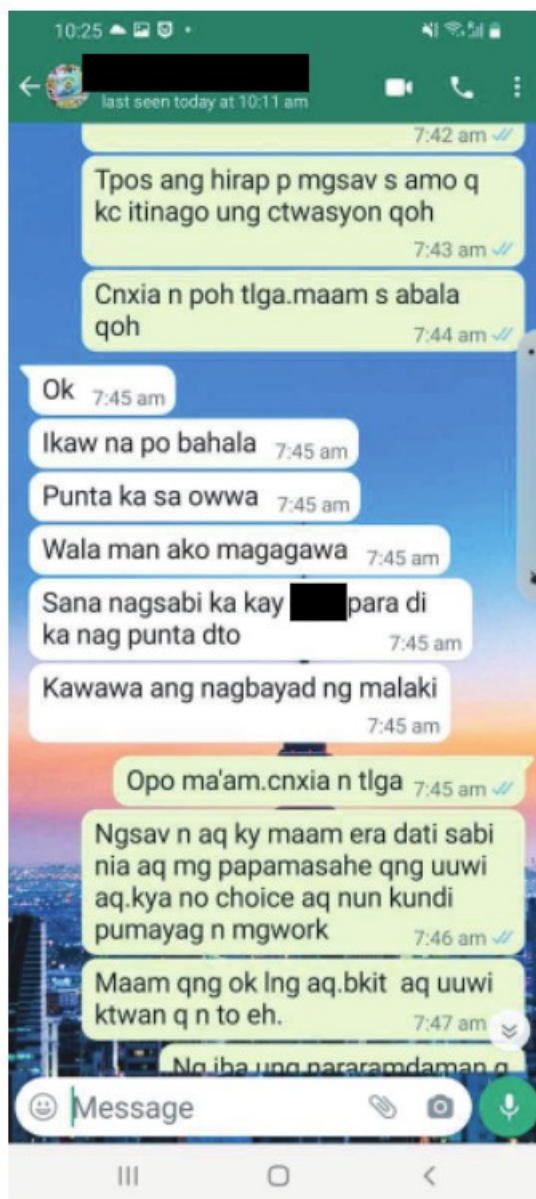 10:25
last seen today at 10:11 am
7:42 am
Tpos ang hirap p mgsav s amo q
kc itinago ung ctwasyon qoh
7:43 am
Cnxia n poh tlga.maam s abala
qoh
7:44 am
Ok 7:45 am
Ikaw na po bahala 7:45 am
Punta ka sa owwa 7:45 am
Wala man ako magagawa 7:45 am
Sana nagsabi ka kay para di
ka nag punta dto 7:45 am
Kawawa ang nagbayad ng malaki
7:45 am
Opo ma'am.cnxia n tlga 7:45 am
Ngsav n aq ky maam era dati sabi
nia aq mg papamasahe qng uuwi
aq.kya no choice aq nun kundi
pumayag n mgwork 7:46 am
Maam qng ok lng aq.bkit aq uuwi
ktwan q n to eh. 7:47 am
Ng iba ung pararamdaman q
Message